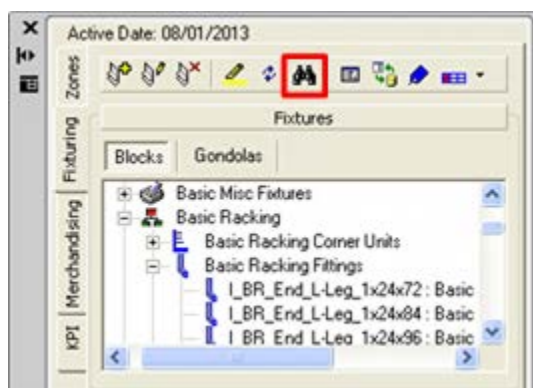 Active Date: 08/01/2013
Zones
Fixturing
Merchandising
KPI
Fixtures
Blocks Gondolas
Basic Misc Fixtures
Basic Racking
Basic Racking Corner Units
Basic Racking Fittings
I_BR_End_L-Leg_1x24x72 : Basic
I_BR_End_L-Leg_1x24x84 : Basic
I_BR_End_L-Leg_1x24x96 : Basic